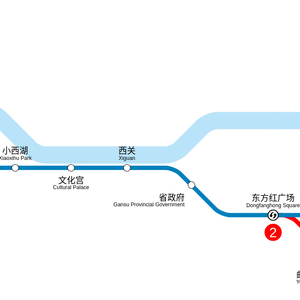 小西湖
Xiaoxihu Park
西关
Xiguan
文化宫
Cultural Palace
省政府
Gansu Provincial Government
东方红广场
Dongfanghong Square
2